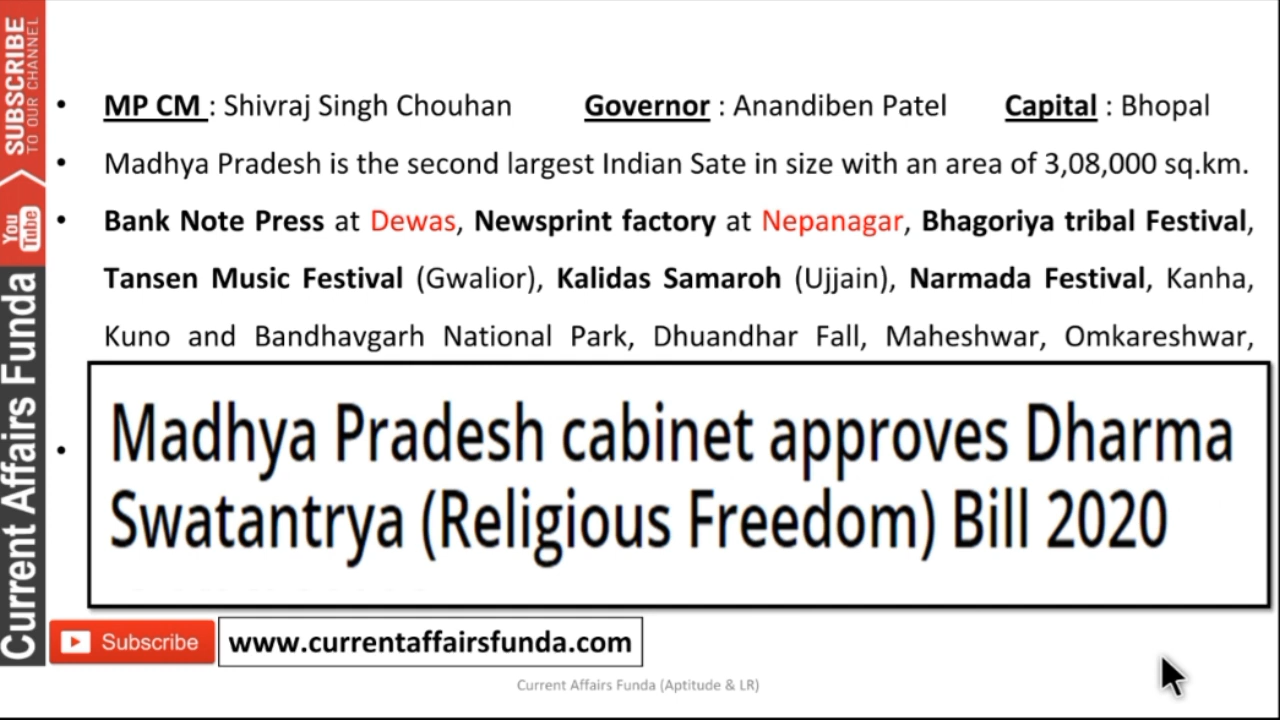 SUBSCRIBE
TO OUR CHANNEL
You Tube
Current Affairs Funda
• MP CM : Shivraj Singh Chouhan Governor : Anandiben Patel Capital : Bhopal
• Madhya Pradesh is the second largest Indian Sate in size with an area of 3,08,000 sq.km.
• Bank Note Press at Dewas, Newsprint factory at Nepanagar, Bhagoriya tribal Festival,
Tansen Music Festival (Gwalior), Kalidas Samaroh (Ujjain), Narmada Festival, Kanha,
Kuno and Bandhavgarh National Park, Dhuandhar Fall, Maheshwar, Omkareshwar,
• Madhya Pradesh cabinet approves Dharma
Swatantrya (Religious Freedom) Bill 2020
Subscribe www.currentaffairsfunda.com
Current Affairs Funda (Aptitude & LR)